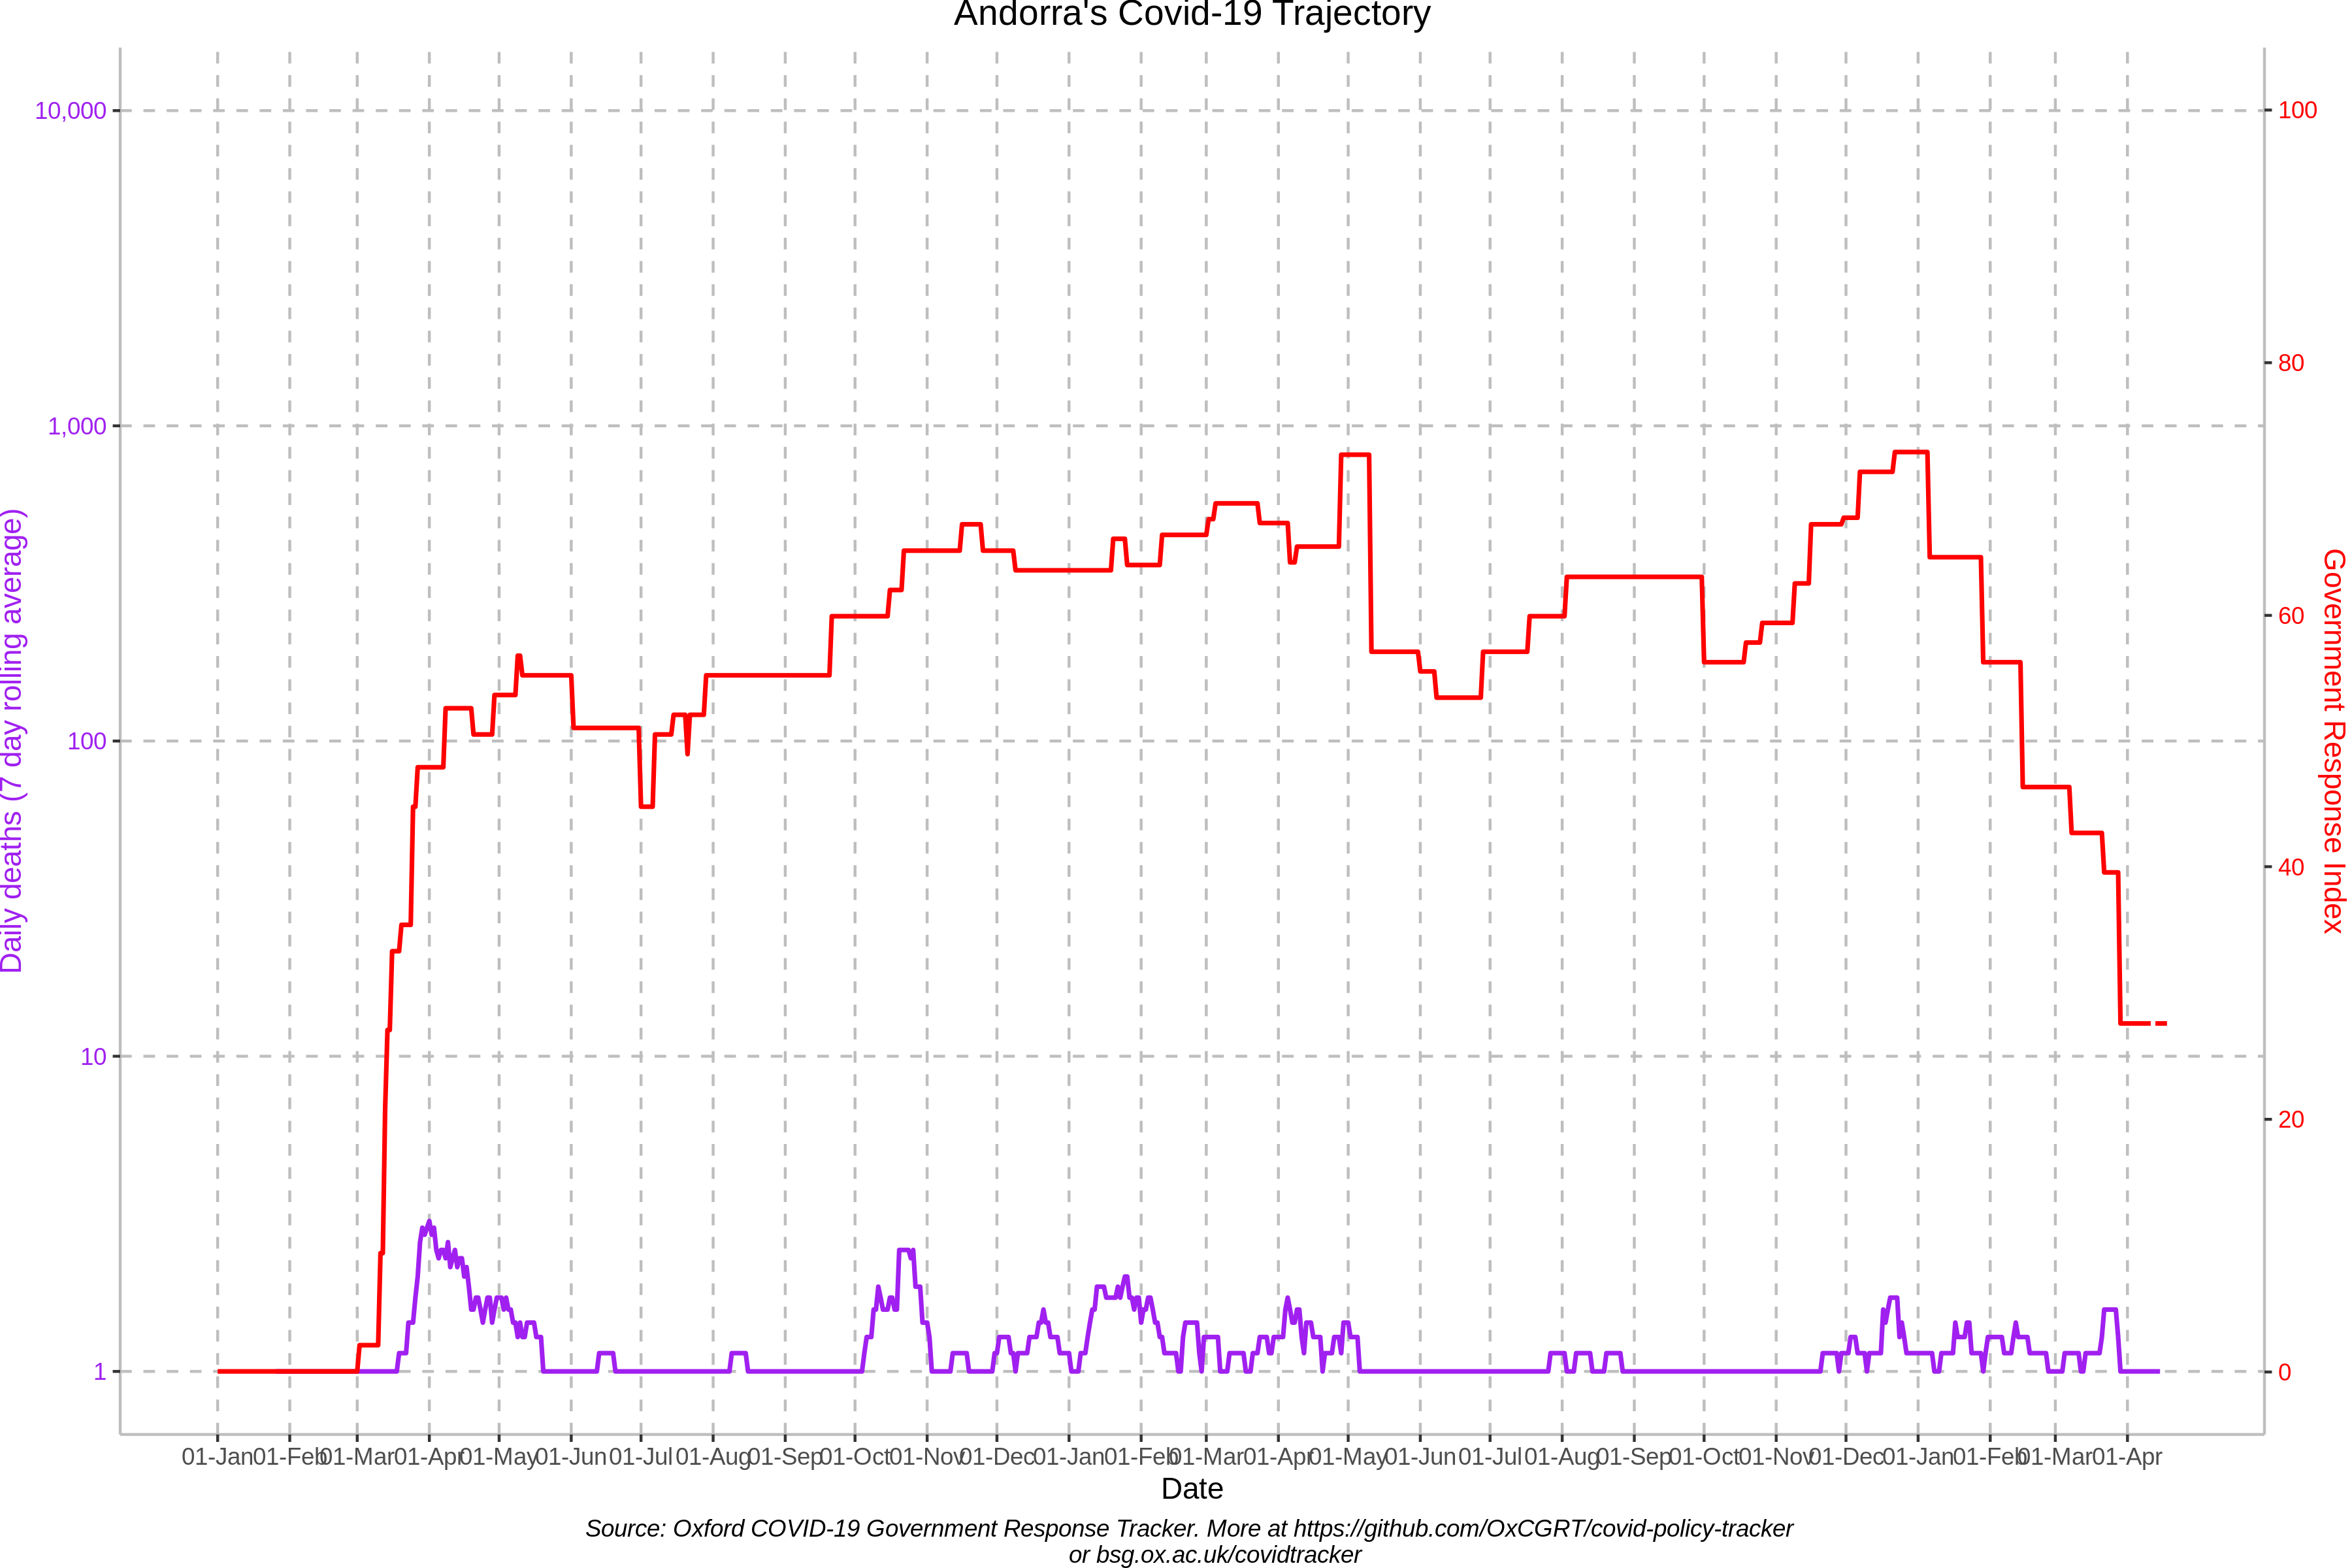 Andorra's Covid-19 Trajectory
10,000
1,000
100
10
1
Daily deaths (7 day rolling average)
100
80
60
40
20
0
Government Response Index
01-Jan 01-Feb 01-Mar 01-Apr 01-May 01-Jun 01-Jul 01-Aug 01-Sep 01-Oct 01-Nov 01-Dec 01-Jan 01-Feb 01-Mar 01-Apr 01-May 01-Jun 01-Jul 01-Aug 01-Sep 01-Oct 01-Nov 01-Dec 01-Jan 01-Feb 01-Mar 01-Apr
Date
Source: Oxford COVID-19 Government Response Tracker. More at https://github.com/OxCGRT/covid-policy-tracker
or bsg.ox.ac.uk/covidtracker